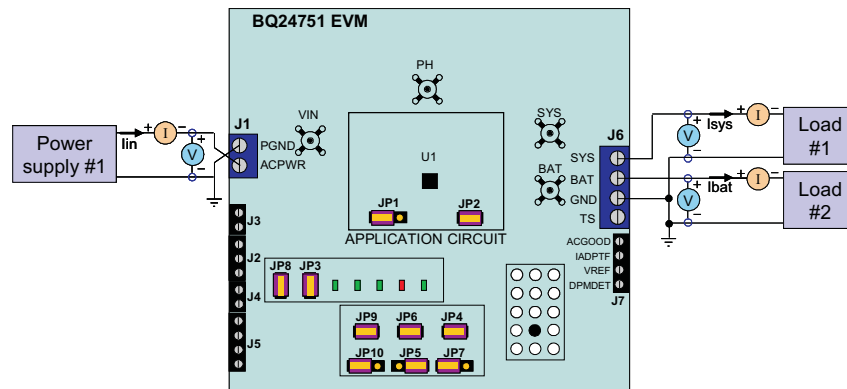 BQ24751 EVM
PH
VIN
SYS
BAT
J1
PGND
ACPWR
Power
supply #1
Iin
+ I -
+
V
-
U1
JP1
JP2
APPLICATION CIRCUIT
J3
J2
J4
J5
JP8
JP3
JP9
JP6
JP4
JP10
JP5
JP7
J6
SYS
BAT
GND
TS
ACGOOD
IADPTF
VREF
DPMDET
J7
+
V
-
Isys
+ I -
Load
#1
+
V
-
Ibat
+ I -
Load
#2